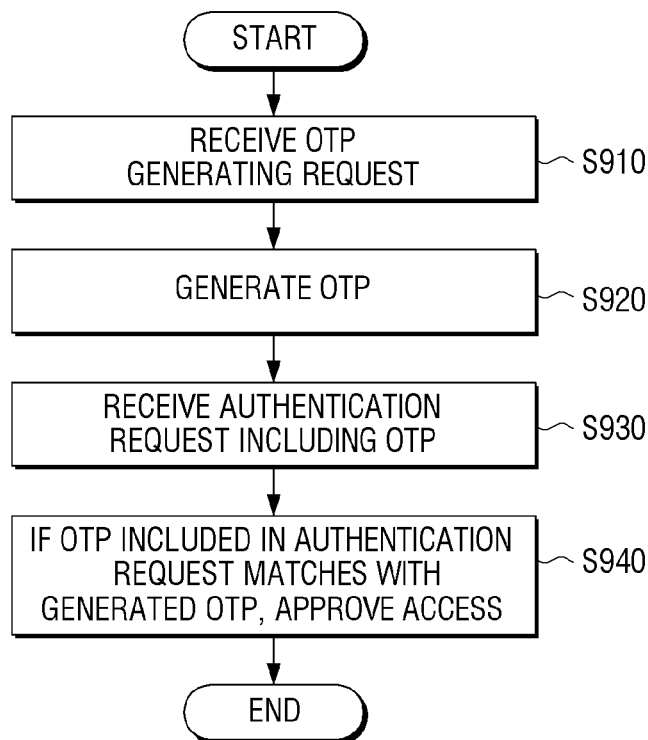 START
RECEIVE OTP
GENERATING REQUEST
S910
GENERATE OTP
S920
RECEIVE AUTHENTICATION
REQUEST INCLUDING OTP
S930
IF OTP INCLUDED IN AUTHENTICATION
REQUEST MATCHES WITH
GENERATED OTP, APPROVE ACCESS
S940
END